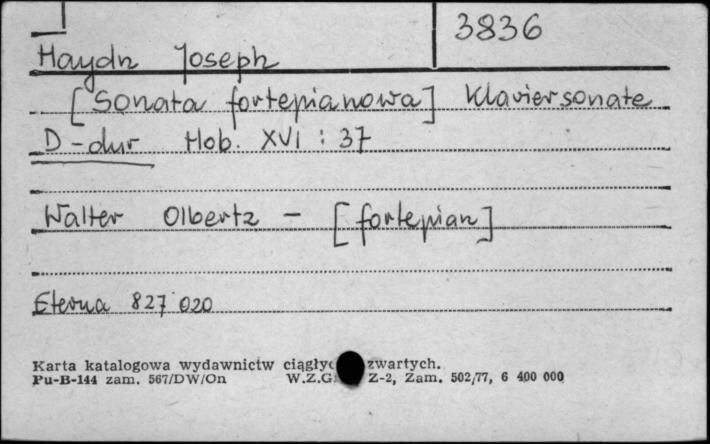 3836
Haydn Joseph
[Sonata fortepianowa] Klaviersonate
D-dur Hob. XVI : 37
Walter Olbertz - [fortepian]
Eterna 827 020
Karta katalogowa wydawnictw zwartych.
Pu-B-144 zam. 567/DW/On W.Z.G. Z-2, Zam. 502/77, 6 400 000